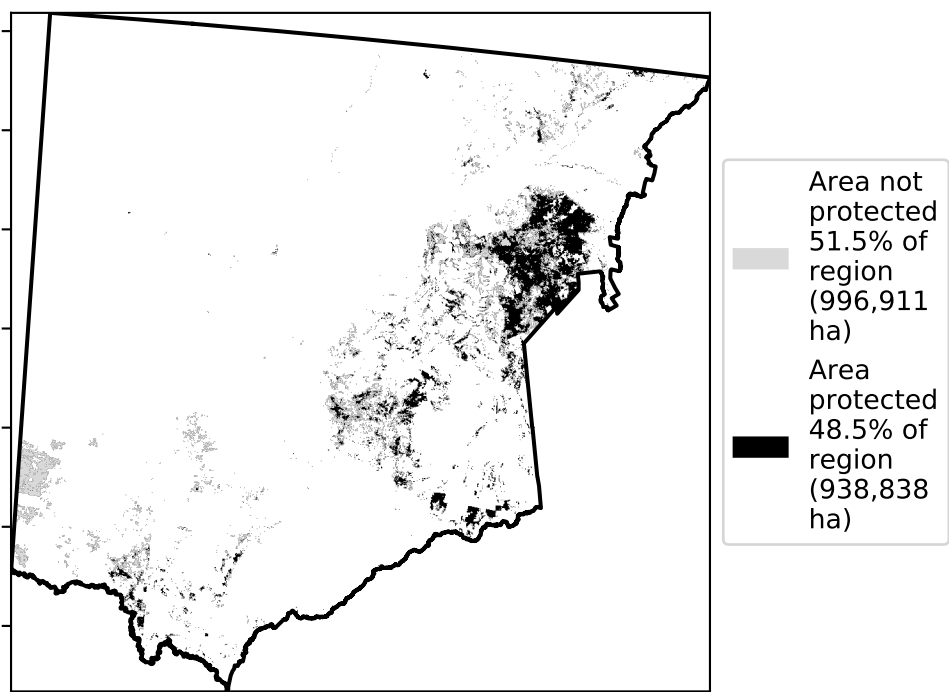 Area not
protected
51.5% of
region
(996,911
ha)
Area
protected
48.5% of
region
(938,838
ha)